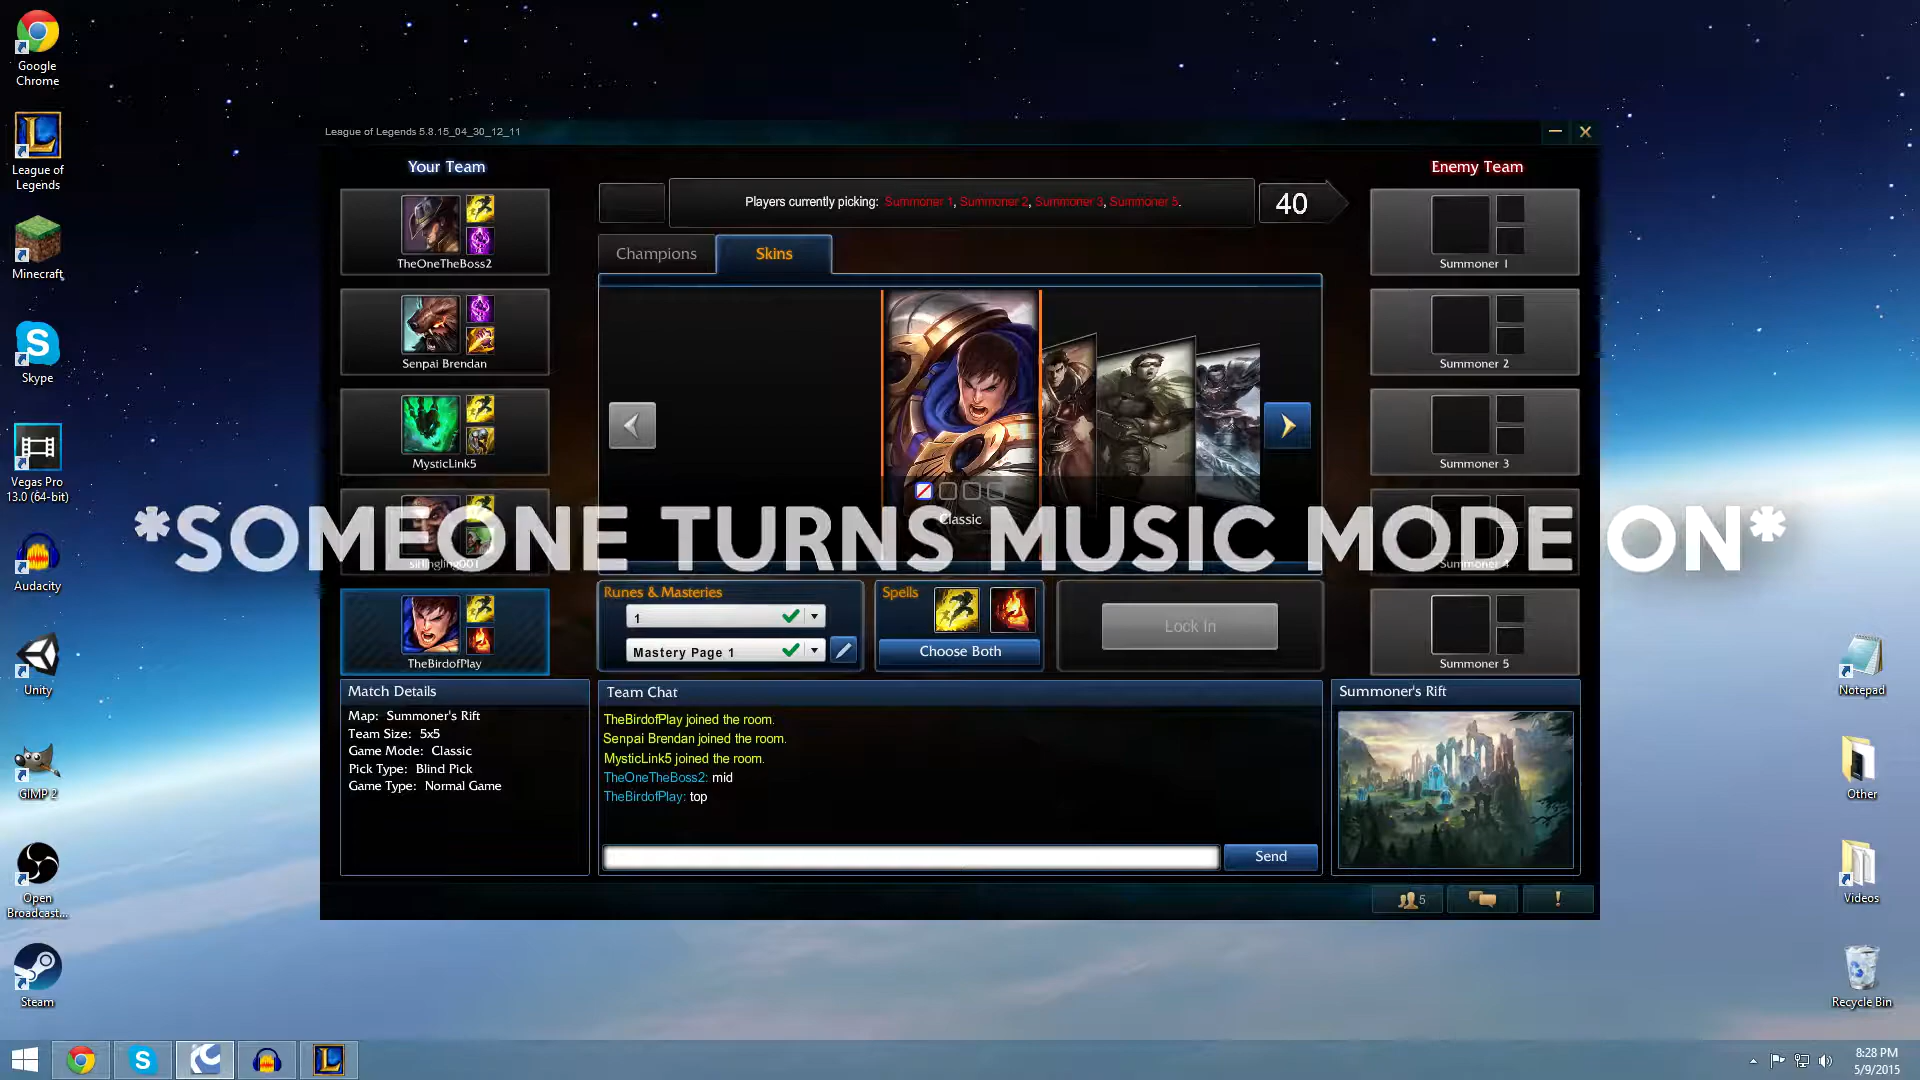 Google
Chrome
League of
Legends
Minecraft
Skype
Vegas Pro
13.0 (64-bit)
Audacity
Unity
GIMP 2
Open
Broadcast...
Steam
League of Legends 5.8.15_04_30_12_11
Your Team
TheOneTheBoss2
Senpai Brendan
MysticLink5
TheBirdofPlay
Players currently picking: Summoner 1, Summoner 2, Summoner 3, Summoner 5.
40
Champions
Skins
Classic
*SOMEONE TURNS MUSIC MODE ON*
Runes & Masteries
1
Mastery Page 1
Spells
Choose Both
Lock In
Enemy Team
Summoner 1
Summoner 2
Summoner 3
Summoner 4
Summoner 5
Match Details
Map: Summoner's Rift
Team Size: 5x5
Game Mode: Classic
Pick Type: Blind Pick
Game Type: Normal Game
Team Chat
TheBirdofPlay joined the room.
Senpai Brendan joined the room.
MysticLink5 joined the room.
TheOneTheBoss2: mid
TheBirdofPlay: top
Send
Summoner's Rift
5
Notepad
Other
Videos
Recycle Bin
8:28 PM
5/9/2015